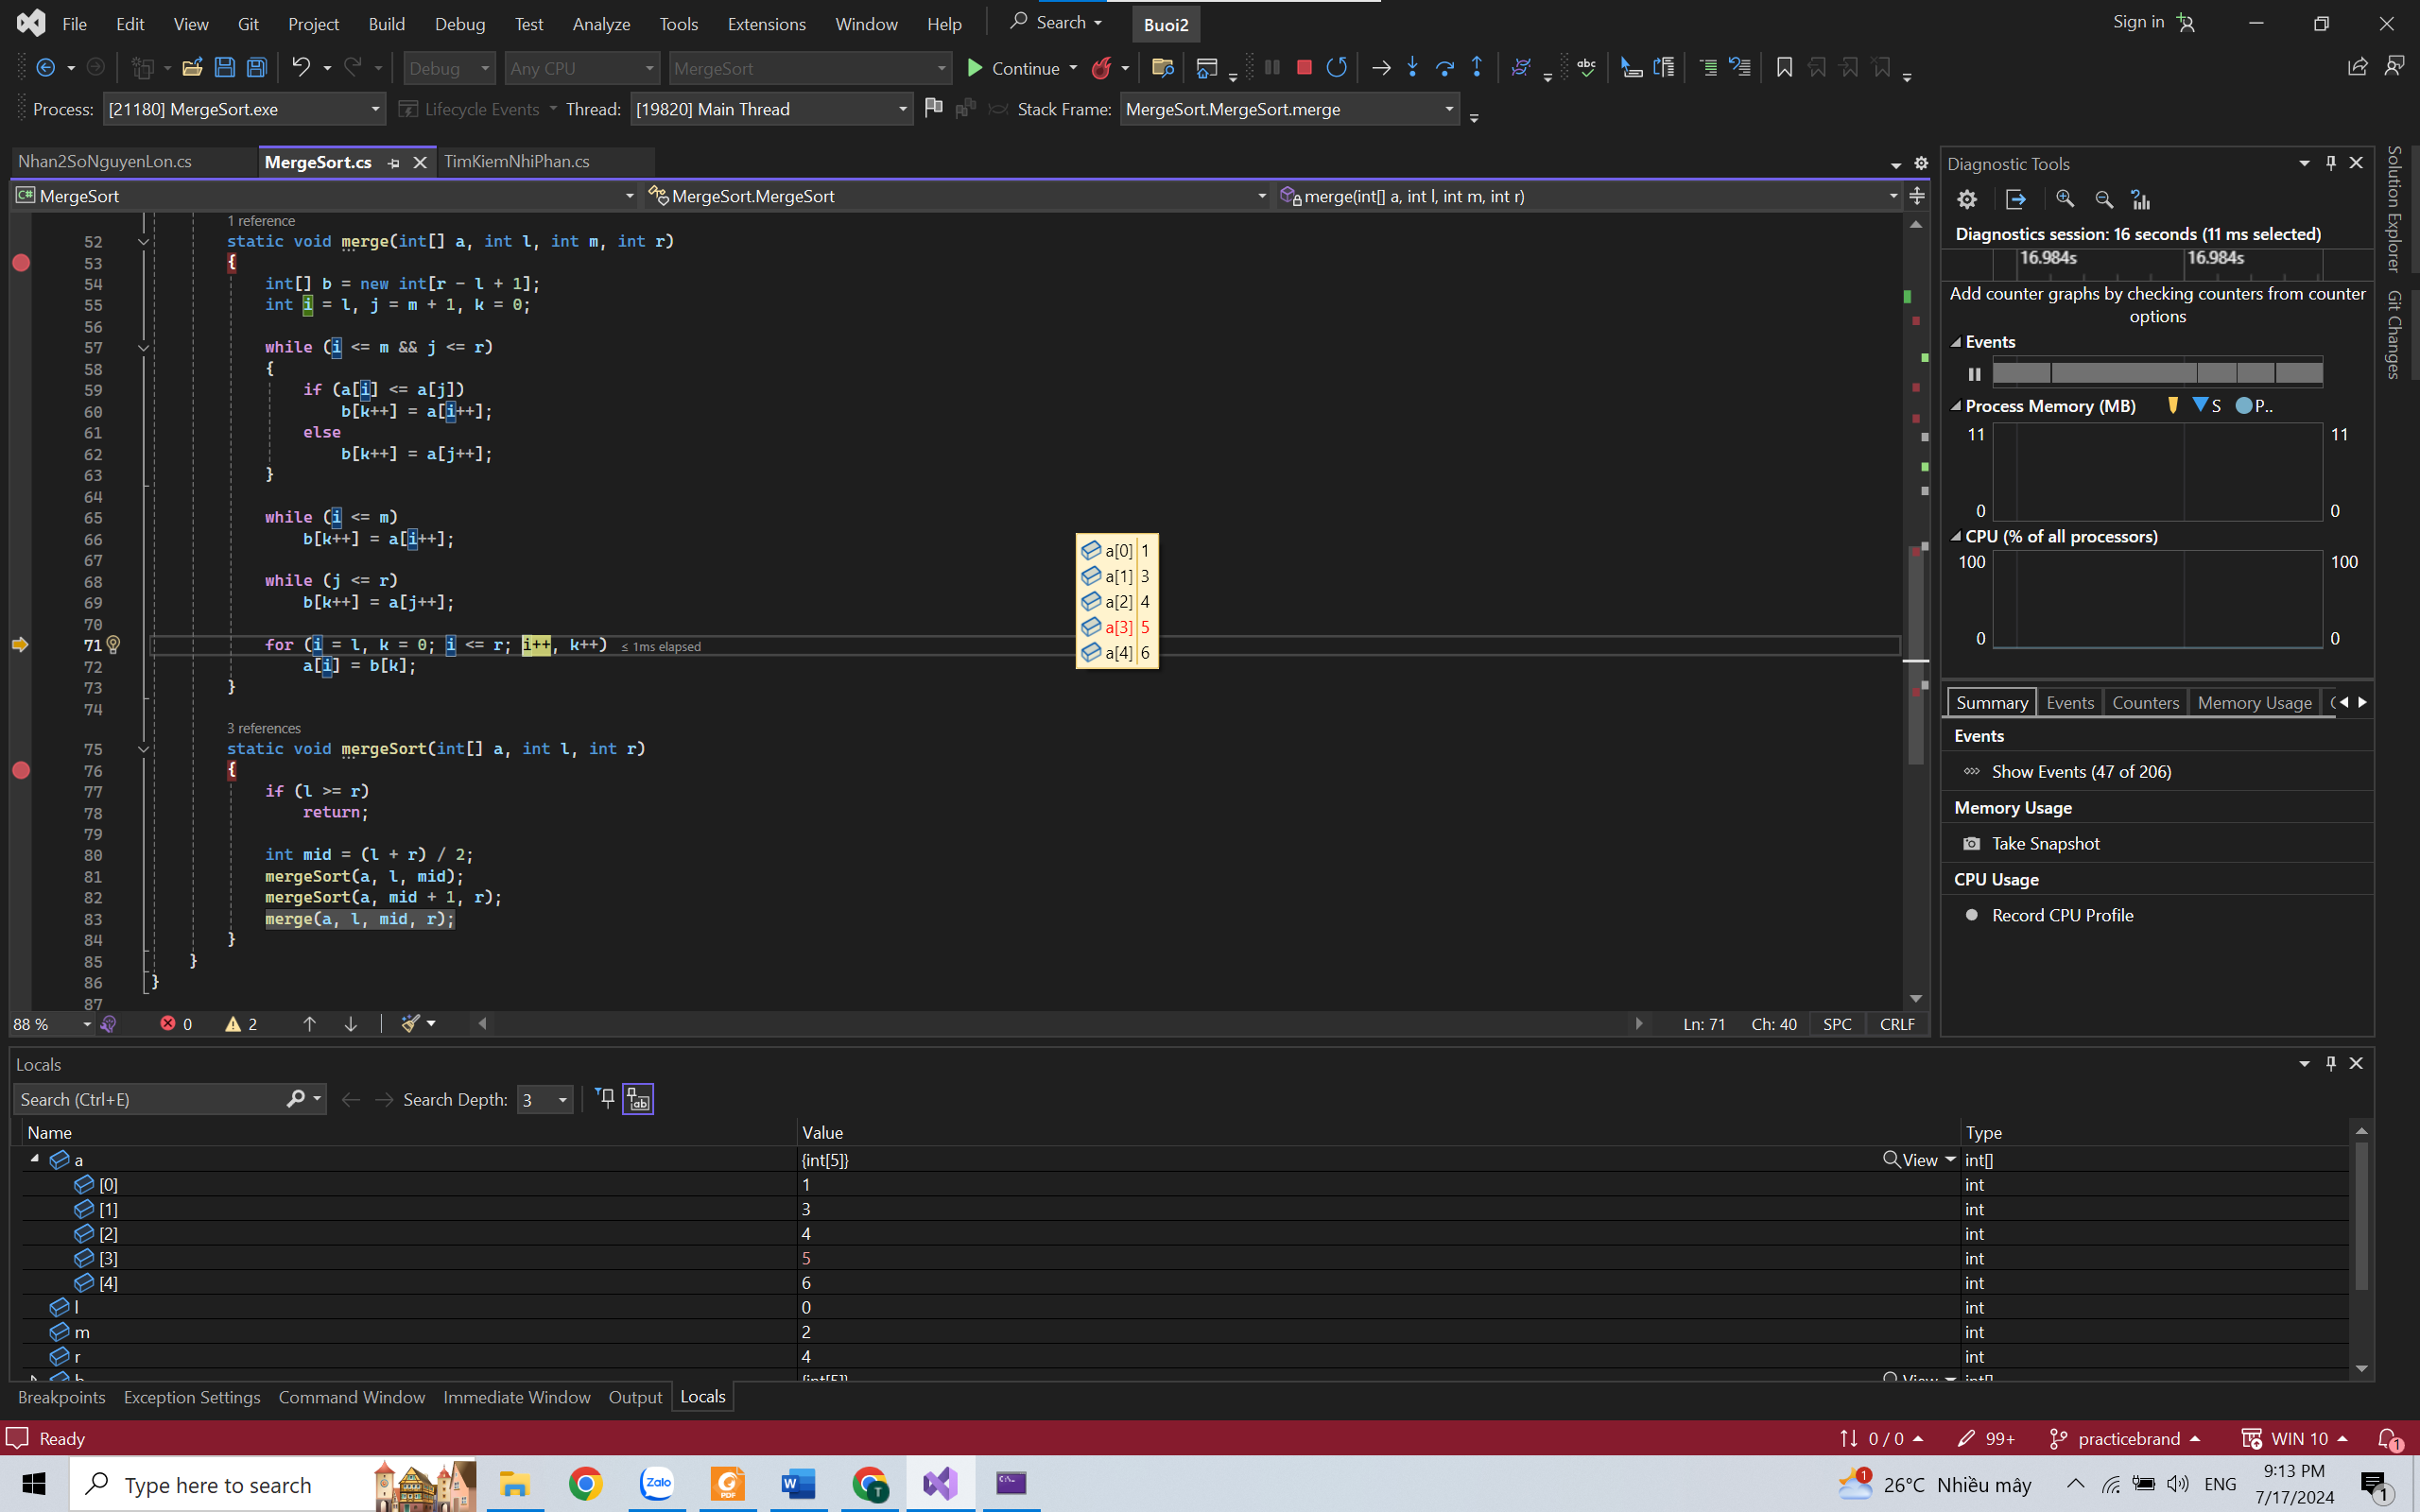 File Edit View Git Project Build Debug Test Analyze Tools Extensions Window Help Search Buoi2 Sign in
Debug Any CPU MergeSort Continue
Process: [21180] MergeSort.exe Lifecycle Events Thread: [19820] Main Thread Stack Frame: MergeSort.MergeSort.merge
Nhan2SoNguyenLon.cs MergeSort.cs TimKiemNhiPhan.cs
MergeSort MergeSort.MergeSort merge(int[] a, int l, int m, int r)
1 reference
52 static void merge(int[] a, int l, int m, int r)
53 {
54 int[] b = new int[r - l + 1];
55 int i = l, j = m + 1, k = 0;
56
57 while (i <= m && j <= r)
58 {
59 if (a[i] <= a[j])
60 b[k++] = a[i++];
61 else
62 b[k++] = a[j++];
63 }
64
65 while (i <= m)
66 b[k++] = a[i++];
67
68 while (j <= r)
69 b[k++] = a[j++];
70
71 for (i = l, k = 0; i <= r; i++, k++) ≤ 1ms elapsed
72 a[i] = b[k];
73 }
74
3 references
75 static void mergeSort(int[] a, int l, int r)
76 {
77 if (l >= r)
78 return;
79
80 int mid = (l + r) / 2;
81 mergeSort(a, l, mid);
82 mergeSort(a, mid + 1, r);
83 merge(a, l, mid, r);
84 }
85 }
86 }
87
a[0] 1
a[1] 3
a[2] 4
a[3] 5
a[4] 6
88 % 0 2 Ln: 71 Ch: 40 SPC CRLF
Diagnostic Tools
Diagnostics session: 16 seconds (11 ms selected)
16.984s 16.984s
Add counter graphs by checking counters from counter
options
Events
Process Memory (MB) S P..
11 11
0 0
CPU (% of all processors)
100 100
0 0
Summary Events Counters Memory Usage
Events
Show Events (47 of 206)
Memory Usage
Take Snapshot
CPU Usage
Record CPU Profile
Solution Explorer
Git Changes
Locals
Search (Ctrl+E) Search Depth: 3
Name Value Type
a {int[5]} View int[]
[0] 1 int
[1] 3 int
[2] 4 int
[3] 5 int
[4] 6 int
l 0 int
m 2 int
r 4 int
Breakpoints Exception Settings Command Window Immediate Window Output Locals
Ready 0 / 0 99+ practicebrand WIN 10 1
Type here to search Zalo PDF W T 1 26°C Nhiều mây ENG 9:13 PM
7/17/2024 1